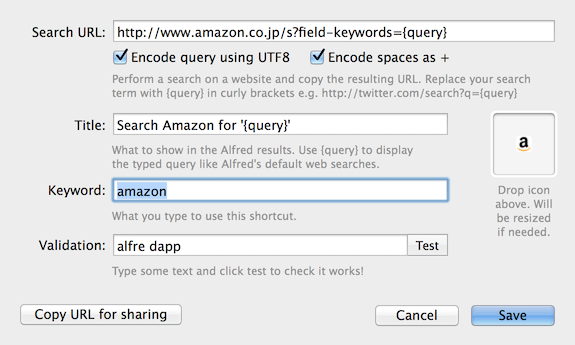 Search URL: http://www.amazon.co.jp/s?field-keywords={query}
Encode query using UTF8 Encode spaces as +
Perform a search on a website and copy the resulting URL. Replace your search
term with {query} in curly brackets e.g. http://twitter.com/search?q={query}
Title: Search Amazon for '{query}'
What to show in the Alfred results. Use {query} to display
the typed query like Alfred's default web searches.
a
Keyword: amazon
What you type to use this shortcut.
Drop icon
above. Will
be resized
if needed.
Validation: alfre dapp Test
Type some text and click test to check it works!
Copy URL for sharing Cancel Save